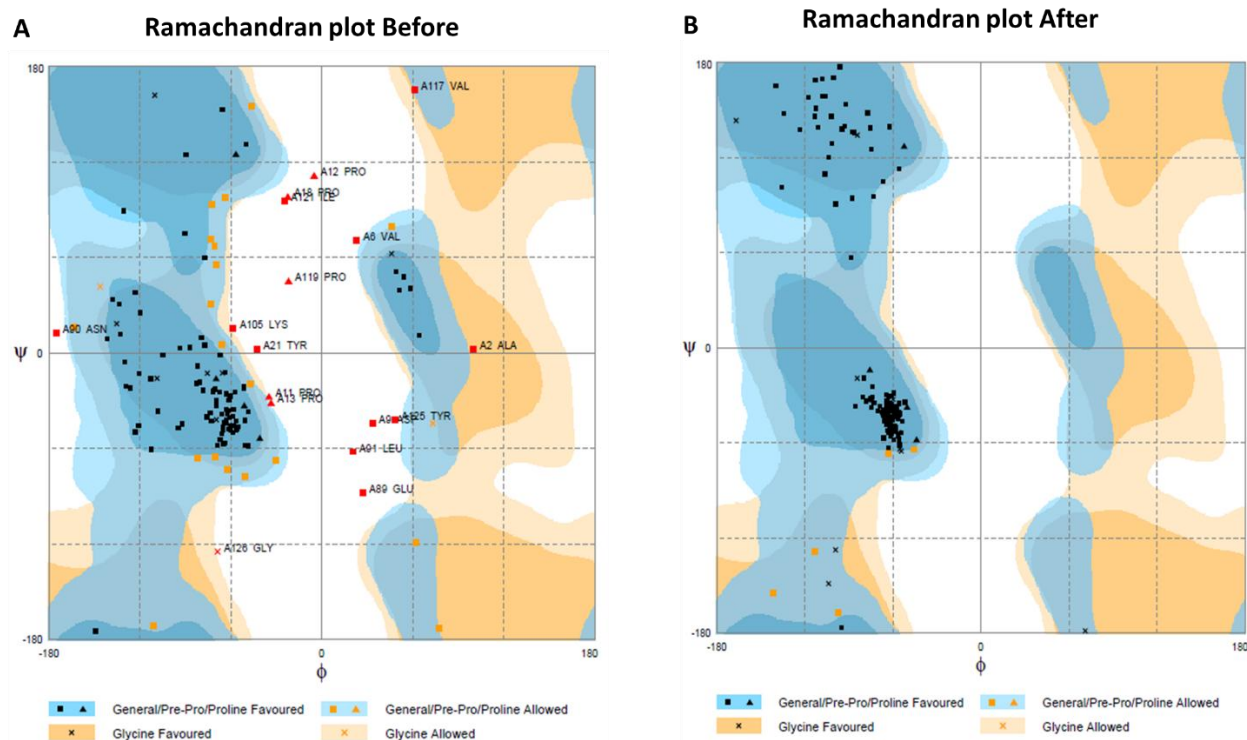 A
Ramachandran plot Before
B
Ramachandran plot After
180
A117 VAL
A12 PRO
A18 PRO
A121 ILE
A6 VAL
A119 PRO
A90 ASN
A105 LYS
A21 TYR
A2 ALA
A11 PRO
A13 PRO
A125 TYR
A91 LEU
A89 GLU
A126 GLY
Ψ
0
-180
-180
0
180
ϕ
General/Pre-Pro/Proline Favoured
General/Pre-Pro/Proline Allowed
Glycine Favoured
Glycine Allowed
180
Ψ
0
-180
-180
0
180
ϕ
General/Pre-Pro/Proline Favoured
General/Pre-Pro/Proline Allowed
Glycine Favoured
Glycine Allowed